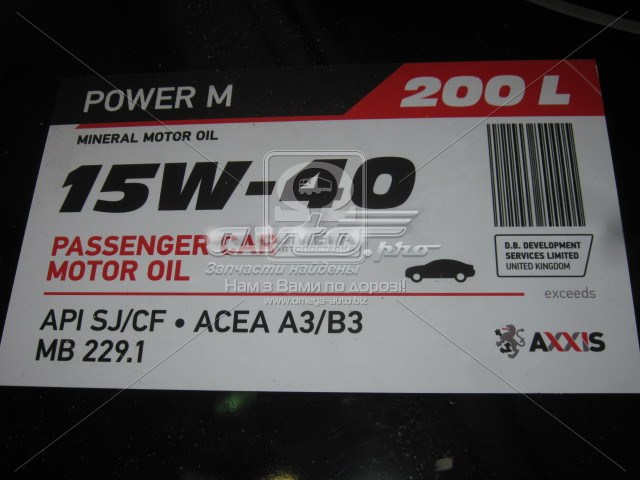 POWER M
200 L
MINERAL MOTOR OIL
15W-40
PASSENGER CAR
MOTOR OIL
.pro
Запчасти найдены
Нам з Вами по дорозі!
www.omega-auto.biz
D.B. DEVELOPMENT
SERVICES LIMITED
UNITED KINGDOM
exceeds
API SJ/CF • ACEA A3/B3
MB 229.1
AXXIS